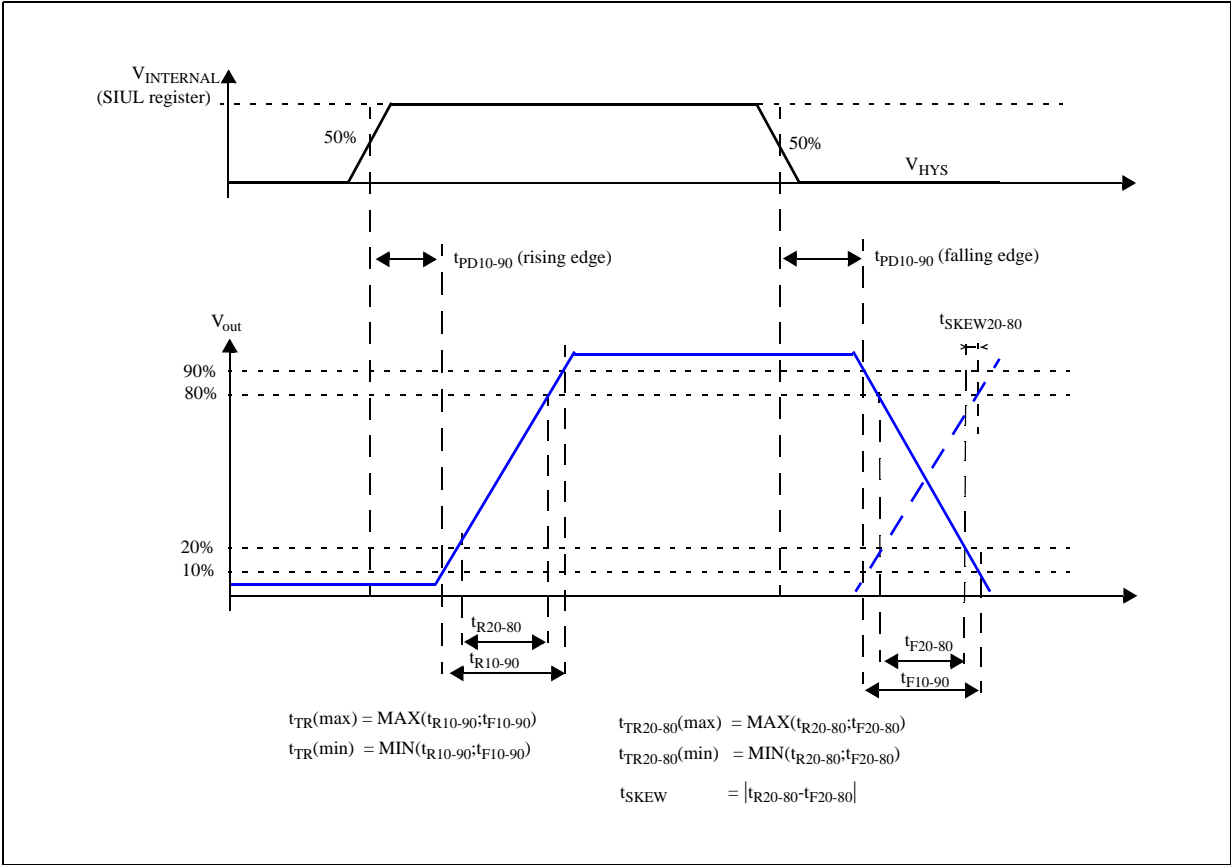 VINTERNAL
(SIUL register)
50%
50%
VHYS
tPD10-90 (rising edge)
tPD10-90 (falling edge)
Vout
tSKEW20-80
90%
80%
20%
10%
tR20-80
tR10-90
tF20-80
tF10-90
tTR(max) = MAX(tR10-90;tF10-90)
tTR(min) = MIN(tR10-90;tF10-90)
tTR20-80(max) = MAX(tR20-80;tF20-80)
tTR20-80(min) = MIN(tR20-80;tF20-80)
tSKEW = |tR20-80-tF20-80|